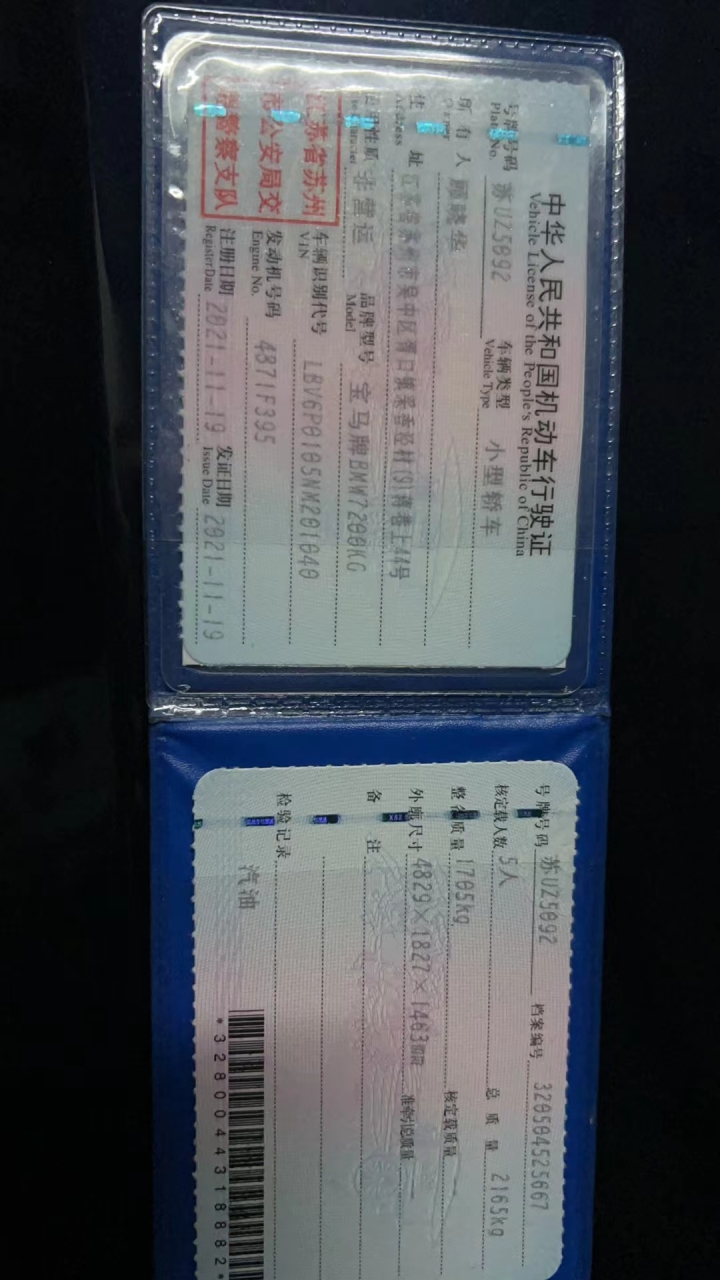 中华人民共和国机动车行驶证
Vehicle License of the People's Republic of China
号牌号码 苏UZ5092 车辆类型 小型轿车
Plate No. Vehicle Type
所有人
Owner
住址 江苏省苏州市吴中区胥口镇采香泾村(9)蒋巷上44号
Address
使用性质 非营运 品牌型号 宝马牌BMW7200KG
Use Character Model
江苏省苏州
市公安局交
通警察支队
车辆识别代号 LBV6P0105NM201040
VIN
发动机号码 4871F395
Engine No.
注册日期 2021-11-19 发证日期 2021-11-19
Register Date Issue Date
号牌号码 苏UZ5092 档案编号 320504525667
核定载人数 5人 总质量 2165kg
整备质量 1705kg 核定载质量
外廓尺寸 4829×1827×1463mm 准牵引总质量
备注
检验记录
汽油
*3280044318882*